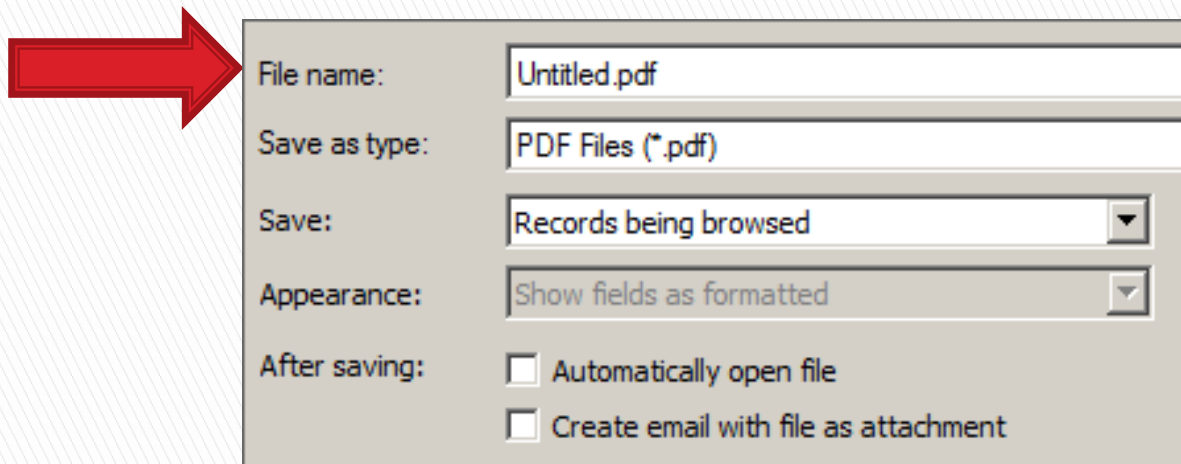 File name: Untitled.pdf
Save as type: PDF Files (*.pdf)
Save: Records being browsed
Appearance: Show fields as formatted
After saving: Automatically open file
Create email with file as attachment